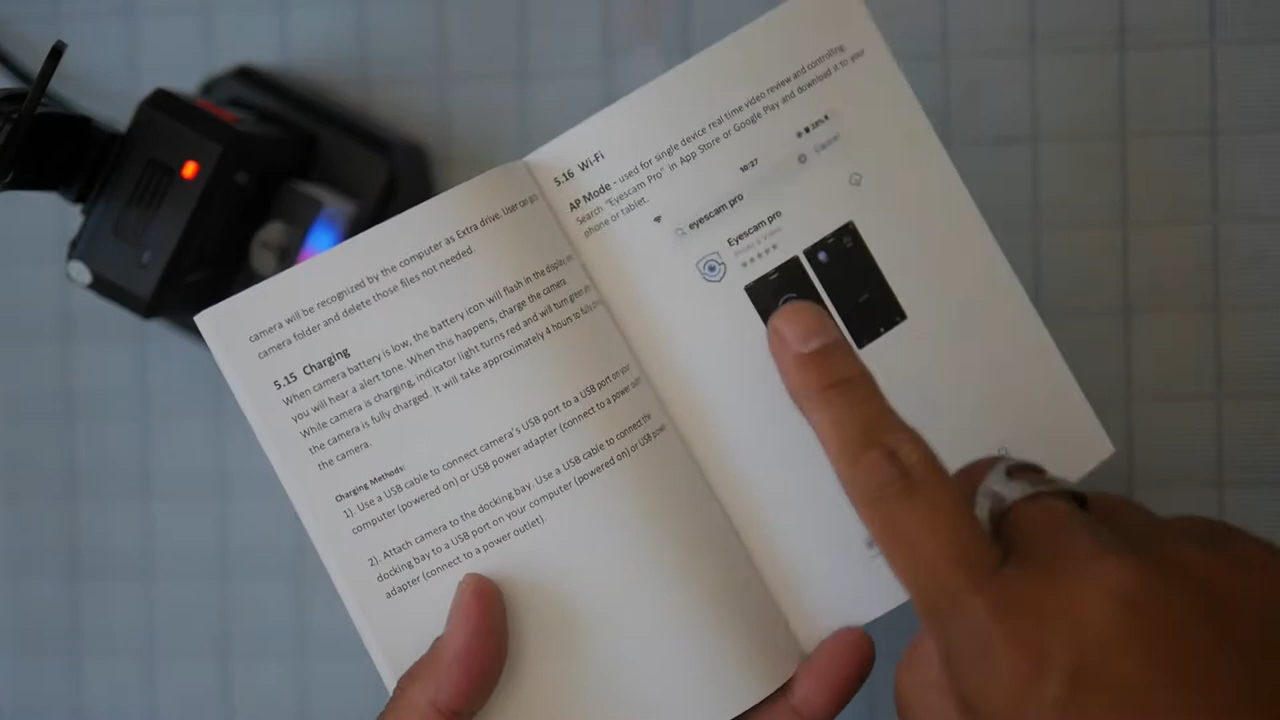 camera will be recognized by the computer as Extra drive. User can go
camera folder and delete those files not needed.
5.15 Charging
When camera battery is low, the battery icon will flash in the display, an
you will hear a alert tone. When this happens, charge the camera
While camera is charging, indicator light turns red and will turn green
the camera is fully charged. It will take approximately 4 hours to fully
the camera.
Charging Methods:
1). Use a USB cable to connect camera's USB port to a USB port on your
computer (powered on) or USB power adapter (connect to a power outlet
2). Attach camera to the docking bay. Use a USB cable to connect the
docking bay to a USB port on your computer (powered on) or USB power
adapter (connect to a power outlet).
5.16 Wi-Fi
AP Mode - used for single device real time video review and controlling
Search "Eyescam Pro" in App Store or Google Play and download it to your
phone or tablet.
10:27
38%
eyescam pro
Cancel
Eyescam pro